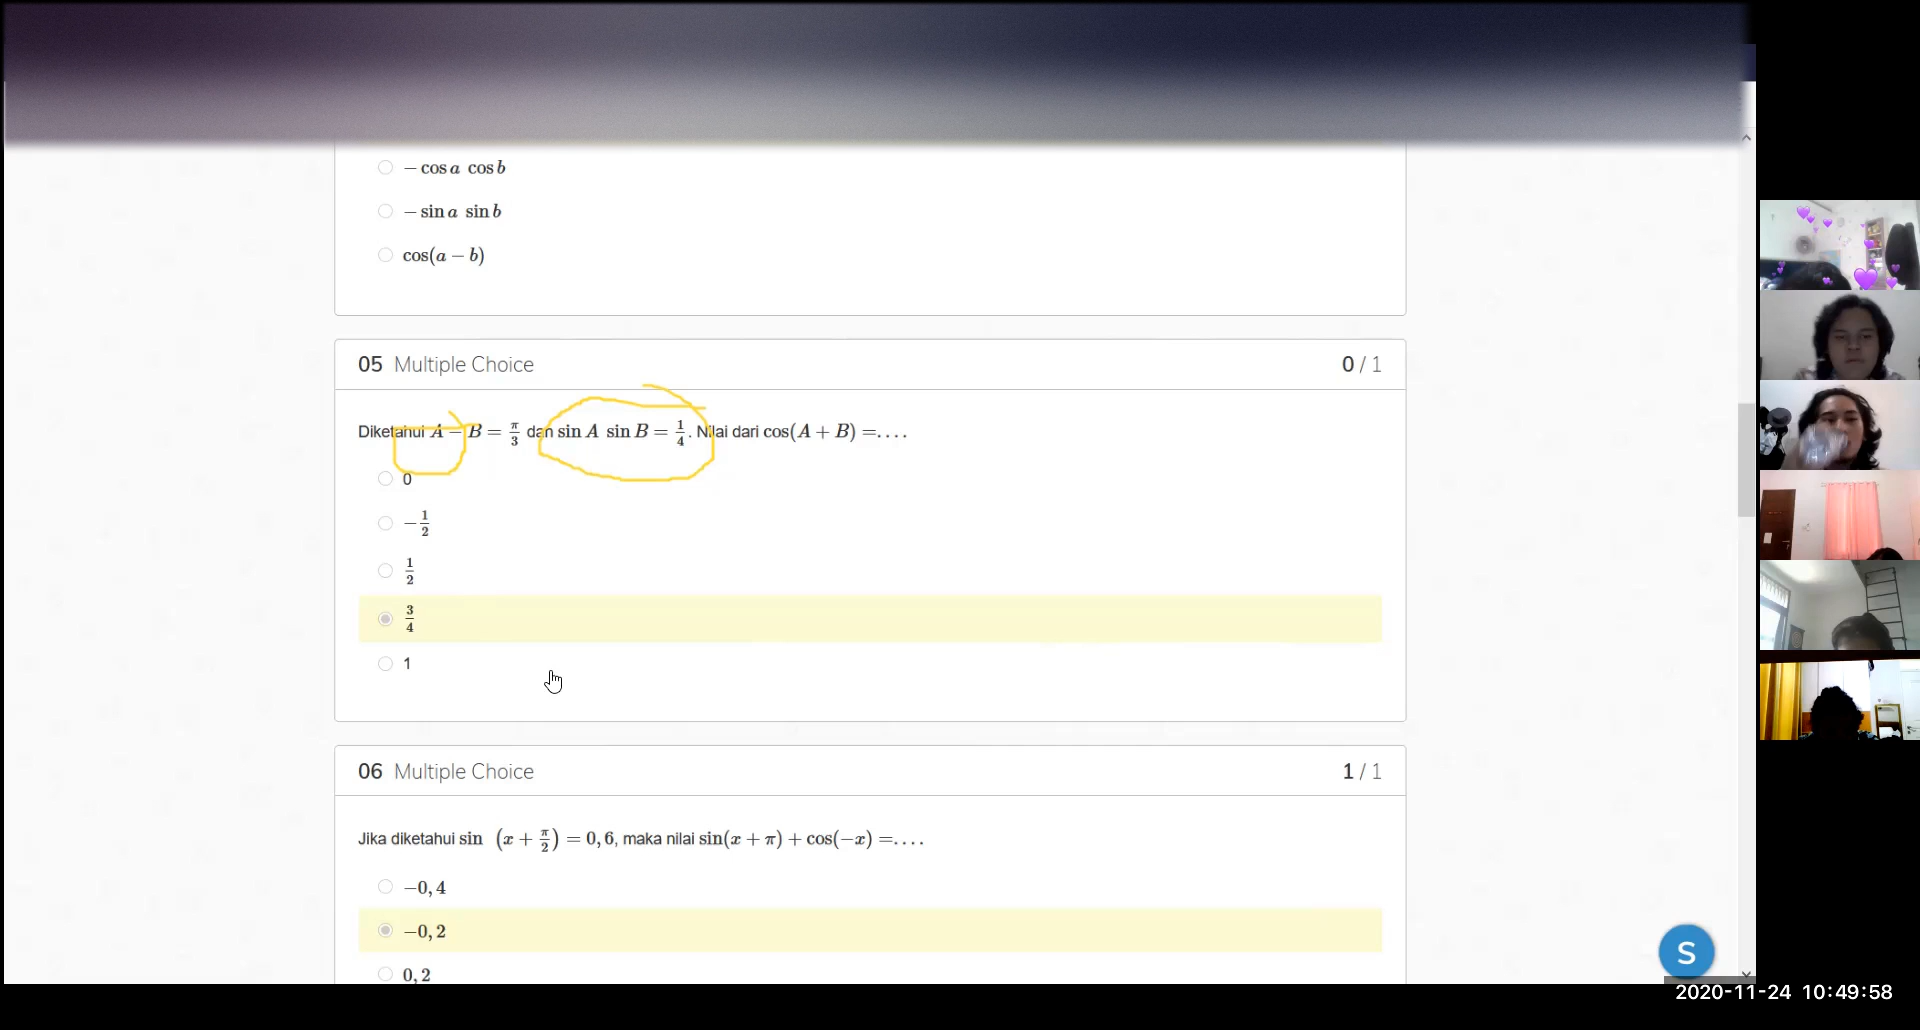 − cos a cos b
− sin a sin b
cos(a − b)
05 Multiple Choice 0 / 1
Diketahui A − B = π/3 dan sin A sin B = 1/4. Nilai dari cos(A + B) =....
0
−1/2
1/2
3/4
1
06 Multiple Choice 1 / 1
Jika diketahui sin (x + π/2) = 0,6, maka nilai sin(x + π) + cos(−x) =....
−0,4
−0,2
0,2
S
2020-11-24 10:49:58